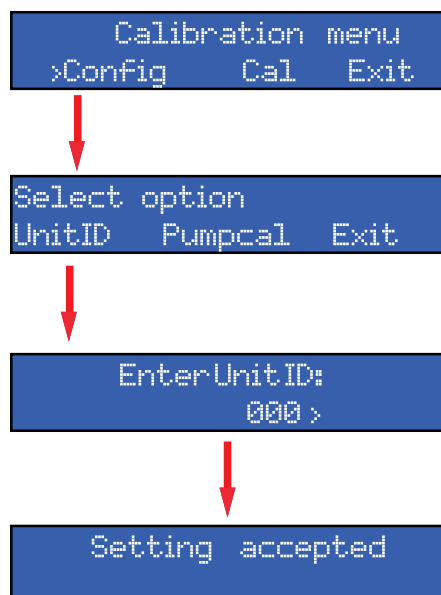 Calibration menu
>Config Cal Exit
Select option
UnitID Pumpcal Exit
EnterUnitID:
000 >
Setting accepted